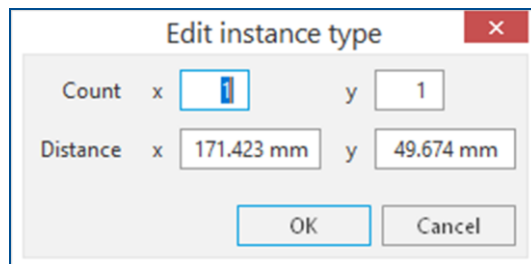 Edit instance type
Count x 1 y 1
Distance x 171.423 mm y 49.674 mm
OK Cancel